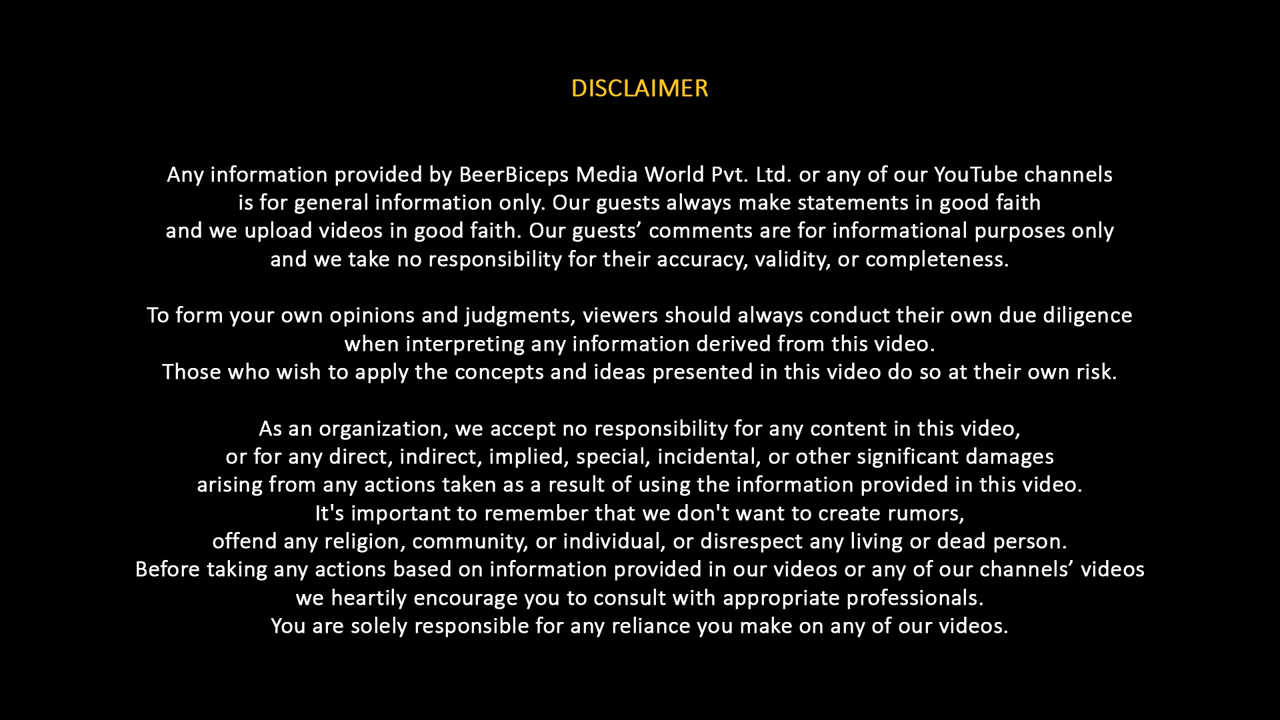 DISCLAIMER
Any information provided by BeerBiceps Media World Pvt. Ltd. or any of our YouTube channels
is for general information only. Our guests always make statements in good faith
and we upload videos in good faith. Our guests’ comments are for informational purposes only
and we take no responsibility for their accuracy, validity, or completeness.
To form your own opinions and judgments, viewers should always conduct their own due diligence
when interpreting any information derived from this video.
Those who wish to apply the concepts and ideas presented in this video do so at their own risk.
As an organization, we accept no responsibility for any content in this video,
or for any direct, indirect, implied, special, incidental, or other significant damages
arising from any actions taken as a result of using the information provided in this video.
It's important to remember that we don't want to create rumors,
offend any religion, community, or individual, or disrespect any living or dead person.
Before taking any actions based on information provided in our videos or any of our channels’ videos
we heartily encourage you to consult with appropriate professionals.
You are solely responsible for any reliance you make on any of our videos.